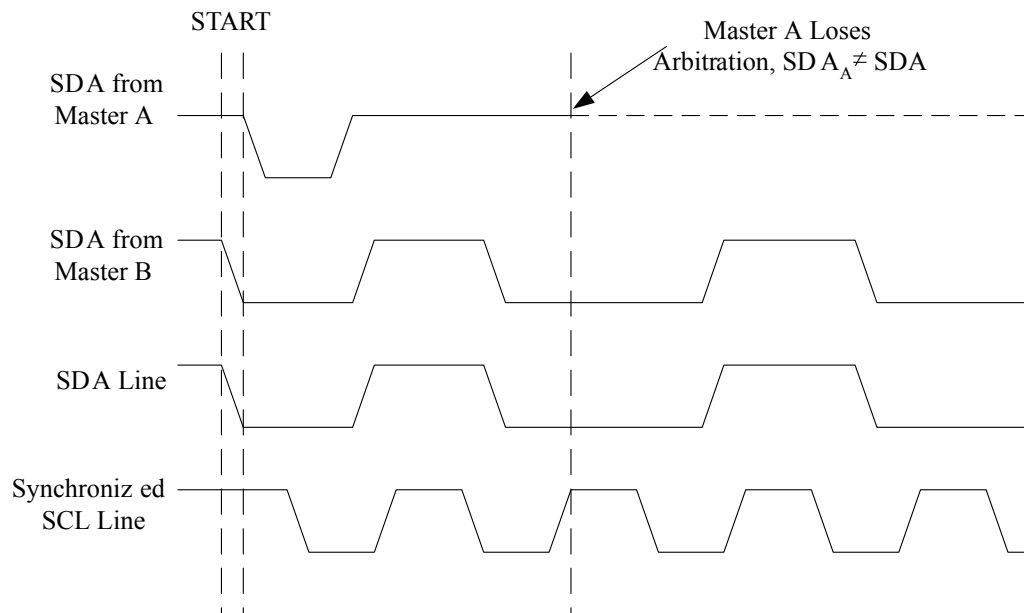 START
Master A Loses
Arbitration, SD A_A ≠ SDA
SDA from
Master A
SDA from
Master B
SDA Line
Synchroniz ed
SCL Line